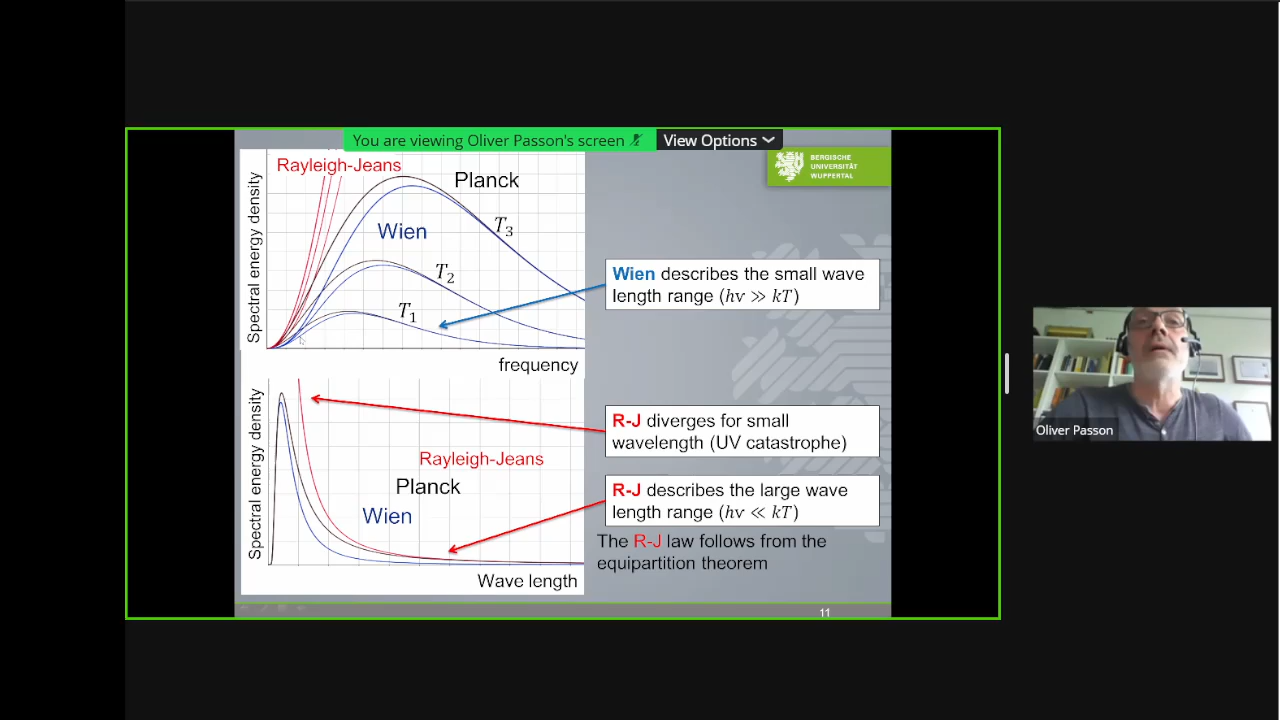 You are viewing Oliver Passon's screen
View Options
BERGISCHE
UNIVERSITÄT
WUPPERTAL
Rayleigh-Jeans
Planck
Wien
T₃
T₂
T₁
Spectral energy density
frequency
Wien describes the small wave
length range (hν ≫ kT)
R-J diverges for small
wavelength (UV catastrophe)
Rayleigh-Jeans
Planck
Wien
Spectral energy density
Wave length
R-J describes the large wave
length range (hν ≪ kT)
The R-J law follows from the
equipartition theorem
11
Oliver Passon